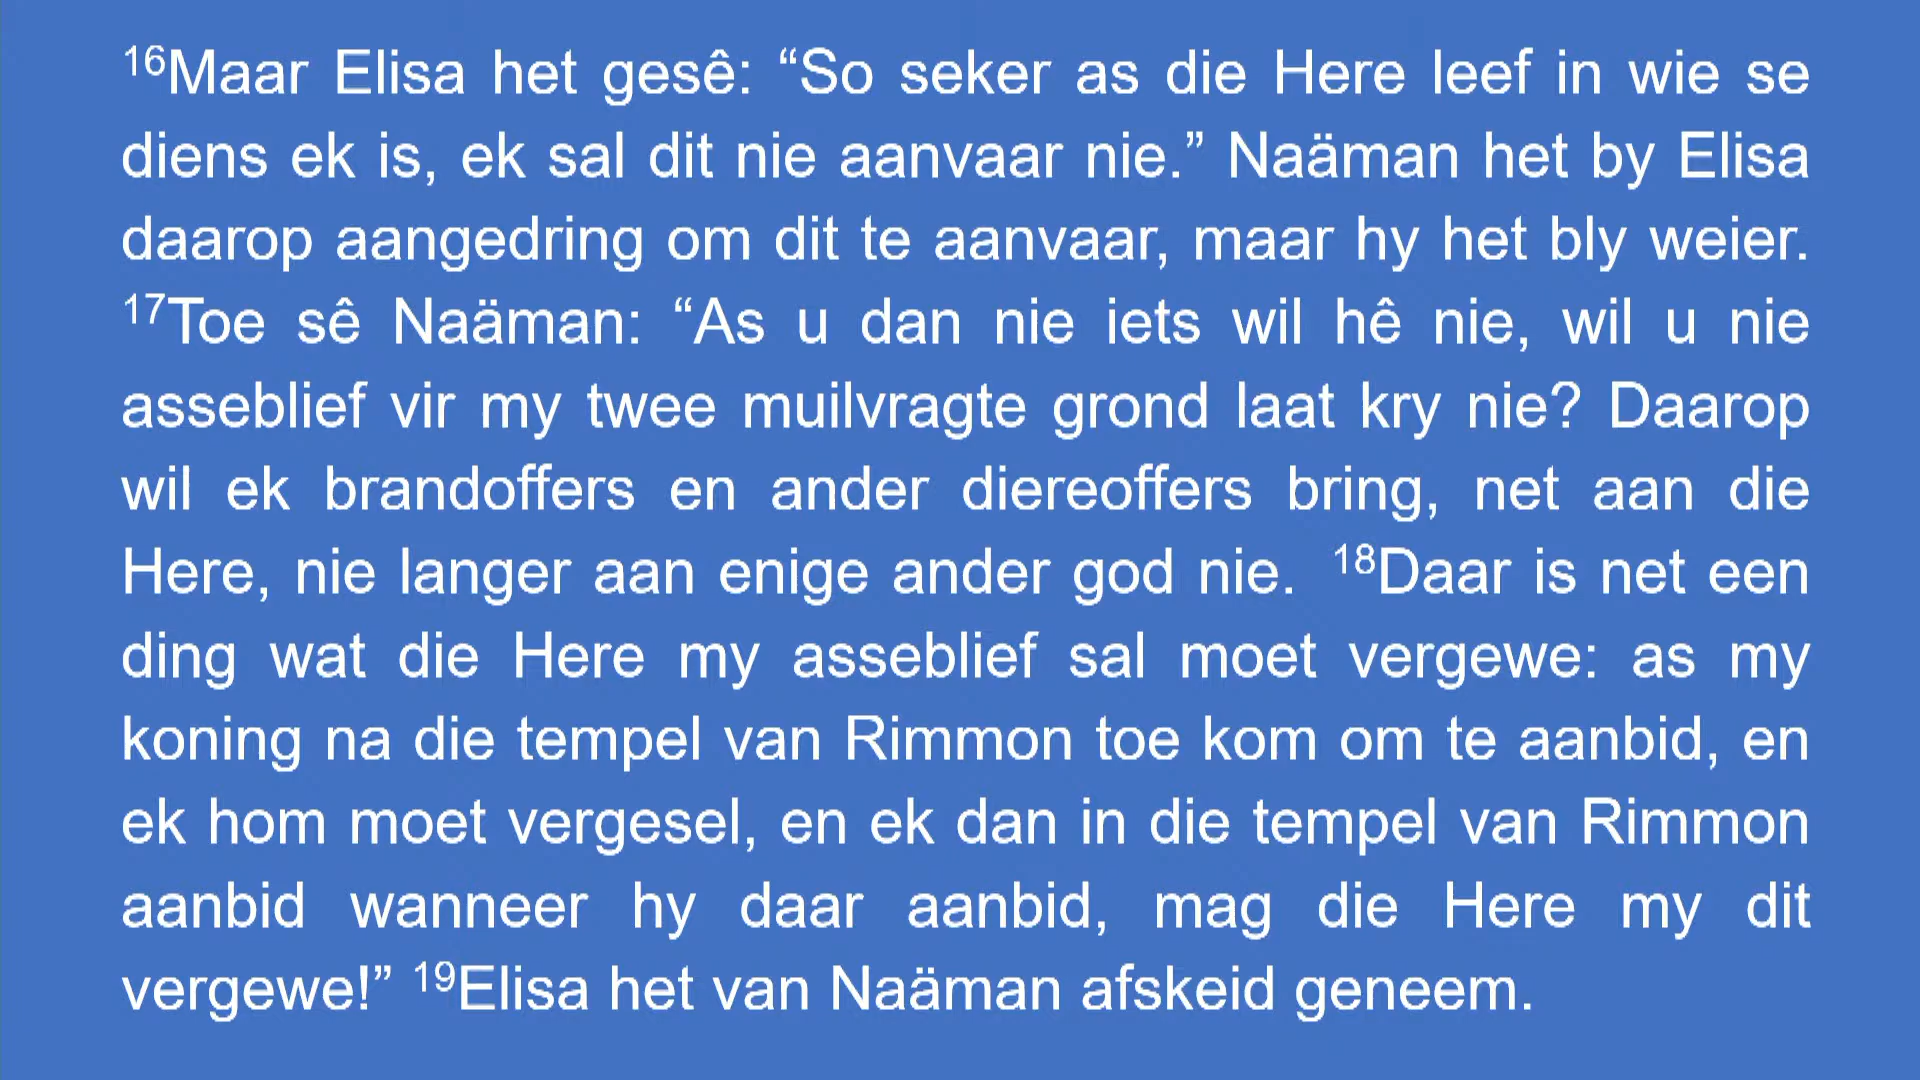 ¹⁶Maar Elisa het gesê: “So seker as die Here leef in wie se
diens ek is, ek sal dit nie aanvaar nie.” Naäman het by Elisa
daarop aangedring om dit te aanvaar, maar hy het bly weier.
¹⁷Toe sê Naäman: “As u dan nie iets wil hê nie, wil u nie
asseblief vir my twee muilvragte grond laat kry nie? Daarop
wil ek brandoffers en ander diereoffers bring, net aan die
Here, nie langer aan enige ander god nie. ¹⁸Daar is net een
ding wat die Here my asseblief sal moet vergewe: as my
koning na die tempel van Rimmon toe kom om te aanbid, en
ek hom moet vergesel, en ek dan in die tempel van Rimmon
aanbid wanneer hy daar aanbid, mag die Here my dit
vergewe!” ¹⁹Elisa het van Naäman afskeid geneem.